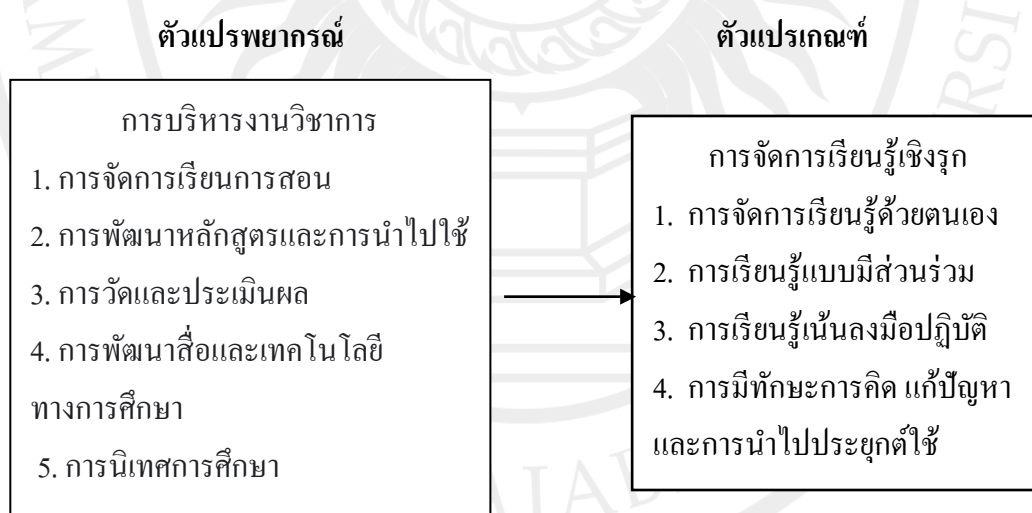 ตัวแปรพยากรณ์
ตัวแปรเกณฑ์
การบริหารงานวิชาการ
1. การจัดการเรียนการสอน
2. การพัฒนาหลักสูตรและการนำไปใช้
3. การวัดและประเมินผล
4. การพัฒนาสื่อและเทคโนโลยี
ทางการศึกษา
5. การนิเทศการศึกษา
การจัดการเรียนรู้เชิงรุก
1. การจัดการเรียนรู้ด้วยตนเอง
2. การเรียนรู้แบบมีส่วนร่วม
3. การเรียนรู้เน้นลงมือปฏิบัติ
4. การมีทักษะการคิด แก้ปัญหา
และการนำไปประยุกต์ใช้